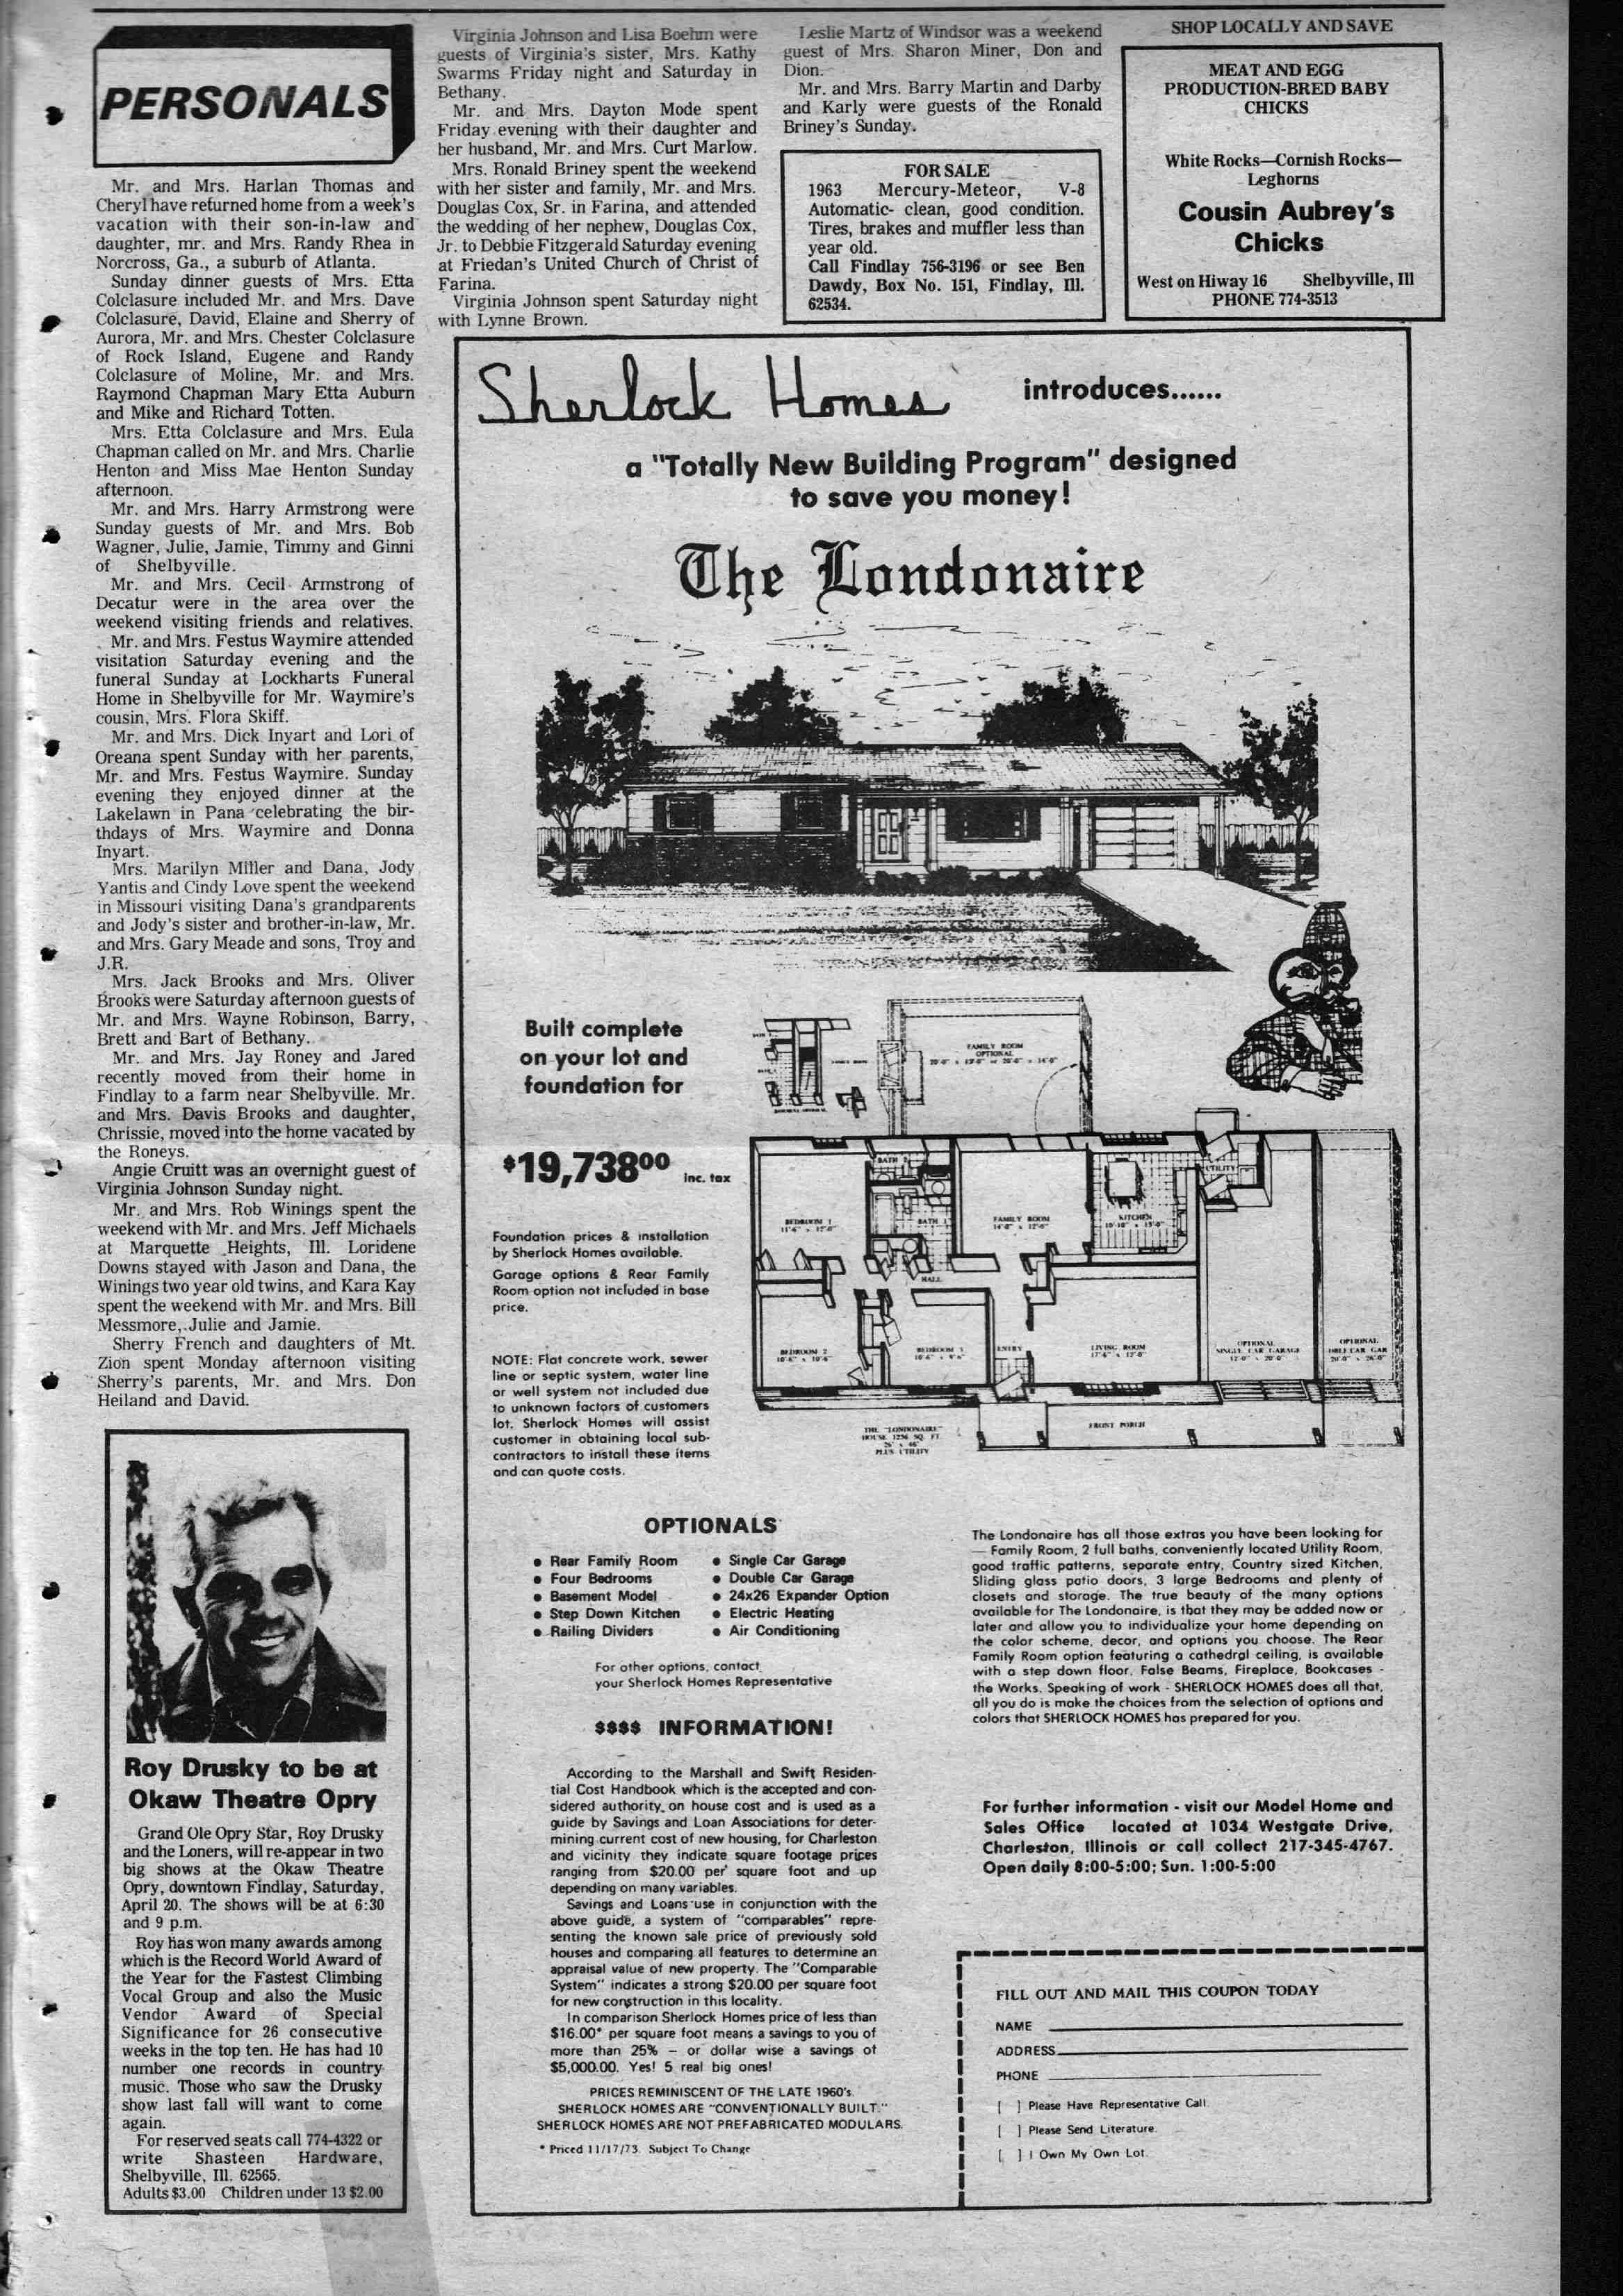 PERSONALS
Mr. and Mrs. Harlan Thomas and
Cheryl have returned home from a week's
vacation with their son-in-law and
daughter, mr. and Mrs. Randy Rhea in
Norcross, Ga., a suburb of Atlanta.
Sunday dinner guests of Mrs. Etta
Colclasure included Mr. and Mrs. Dave
Colclasure, David, Elaine and Sherry of
Aurora, Mr. and Mrs. Chester Colclasure
of Rock Island, Eugene and Randy
Colclasure of Moline, Mr. and Mrs.
Raymond Chapman Mary Etta Auburn
and Mike and Richard Totten.
Mrs. Etta Colclasure and Mrs. Eula
Chapman called on Mr. and Mrs. Charlie
Henton and Miss Mae Henton Sunday
afternoon.
Mr. and Mrs. Harry Armstrong were
Sunday guests of Mr. and Mrs. Bob
Wagner, Julie, Jamie, Timmy and Ginni
of Shelbyville.
Mr. and Mrs. Cecil Armstrong of
Decatur were in the area over the
weekend visiting friends and relatives.
Mr. and Mrs. Festus Waymire attended
visitation Saturday evening and the
funeral Sunday at Lockharts Funeral
Home in Shelbyville for Mr. Waymire's
cousin, Mrs. Flora Skiff.
Mr. and Mrs. Dick Inyart and Lori of
Oreana spent Sunday with her parents,
Mr. and Mrs. Festus Waymire. Sunday
evening they enjoyed dinner at the
Lakelawn in Pana celebrating the bir-
thdays of Mrs. Waymire and Donna
Inyart.
Mrs. Marilyn Miller and Dana, Jody
Yantis and Cindy Love spent the weekend
in Missouri visiting Dana's grandparents
and Jody's sister and brother-in-law, Mr.
and Mrs. Gary Meade and sons, Troy and
J.R.
Mrs. Jack Brooks and Mrs. Oliver
Brooks were Saturday afternoon guests of
Mr. and Mrs. Wayne Robinson, Barry,
Brett and Bart of Bethany.
Mr. and Mrs. Jay Roney and Jared
recently moved from their home in
Findlay to a farm near Shelbyville. Mr.
and Mrs. Davis Brooks and daughter,
Chrissie, moved into the home vacated by
the Roneys.
Angie Cruitt was an overnight guest of
Virginia Johnson Sunday night.
Mr. and Mrs. Rob Winings spent the
weekend with Mr. and Mrs. Jeff Michaels
at Marquette Heights, Ill. Loridene
Downs stayed with Jason and Dana, the
Winings two year old twins, and Kara Kay
spent the weekend with Mr. and Mrs. Bill
Messmore, Julie and Jamie.
Sherry French and daughters of Mt.
Zion spent Monday afternoon visiting
Sherry's parents, Mr. and Mrs. Don
Heiland and David.
Roy Drusky to be at
Okaw Theatre Opry
Grand Ole Opry Star, Roy Drusky
and the Loners, will re-appear in two
big shows at the Okaw Theatre
Opry, downtown Findlay, Saturday,
April 20. The shows will be at 6:30
and 9 p.m.
Roy has won many awards among
which is the Record World Award of
the Year for the Fastest Climbing
Vocal Group and also the Music
Vendor Award of Special
Significance for 26 consecutive
weeks in the top ten. He has had 10
number one records in country
music. Those who saw the Drusky
show last fall will want to come
again.
For reserved seats call 774-4322 or
write Shasteen Hardware,
Shelbyville, Ill. 62565.
Adults $3.00 Children under 13 $2.00
Virginia Johnson and Lisa Boehm were
guests of Virginia's sister, Mrs. Kathy
Swarms Friday night and Saturday in
Bethany.
Mr. and Mrs. Dayton Mode spent
Friday evening with their daughter and
her husband, Mr. and Mrs. Curt Marlow.
Mrs. Ronald Briney spent the weekend
with her sister and family, Mr. and Mrs.
Douglas Cox, Sr. in Farina, and attended
the wedding of her nephew, Douglas Cox,
Jr. to Debbie Fitzgerald Saturday evening
at Friedan's United Church of Christ of
Farina.
Virginia Johnson spent Saturday night
with Lynne Brown.
Leslie Martz of Windsor was a weekend
guest of Mrs. Sharon Miner, Don and
Dion.
Mr. and Mrs. Barry Martin and Darby
and Karly were guests of the Ronald
Briney's Sunday.
FOR SALE
1963 Mercury-Meteor, V-8
Automatic- clean, good condition.
Tires, brakes and muffler less than
year old.
Call Findlay 756-3196 or see Ben
Dawdy, Box No. 151, Findlay, Ill.
62534.
SHOP LOCALLY AND SAVE
MEAT AND EGG
PRODUCTION-BRED BABY
CHICKS
White Rocks—Cornish Rocks—
Leghorns
Cousin Aubrey's
Chicks
West on Hiway 16 Shelbyville, Ill
PHONE 774-3513
Sherlock Homes introduces......
a "Totally New Building Program" designed
to save you money!
The Londonaire
Built complete
on your lot and
foundation for
$19,738⁰⁰ inc. tax
Foundation prices & installation
by Sherlock Homes available.
Garage options & Rear Family
Room option not included in base
price.
NOTE: Flat concrete work, sewer
line or septic system, water line
or well system not included due
to unknown factors of customers
lot. Sherlock Homes will assist
customer in obtaining local sub-
contractors to install these items
and can quote costs.
FAMILY ROOM
OPTIONAL
BATH 2
UTILITY
BEDROOM 1
11'-6" x 12'-0"
BATH 1
FAMILY ROOM
14'-8" x 12'-6"
KITCHEN
10'-10" x 13'-0"
HALL
BEDROOM 2
10'-6" x 10'-6"
BEDROOM 3
10'-6" x 9'-6"
ENTRY
LIVING ROOM
17'-4" x 13'-0"
OPTIONAL
SINGLE CAR GARAGE
12'-0" x 20'-0"
OPTIONAL
20'-0" x 26'-0"
FRONT PORCH
THE "LONDONAIRE"
HOUSE 1256 SQ. FT.
26' x 46'
PLUS UTILITY
OPTIONALS
● Rear Family Room
● Four Bedrooms
● Basement Model
● Step Down Kitchen
● Railing Dividers
● Single Car Garage
● Double Car Garage
● 24x26 Expander Option
● Electric Heating
● Air Conditioning
For other options, contact
your Sherlock Homes Representative
$$$$ INFORMATION!
According to the Marshall and Swift Residen-
tial Cost Handbook which is the accepted and con-
sidered authority on house cost and is used as a
guide by Savings and Loan Associations for deter-
mining current cost of new housing, for Charleston
and vicinity they indicate square footage prices
ranging from $20.00 per square foot and up
depending on many variables.
Savings and Loans use in conjunction with the
above guide, a system of "comparables" repre-
senting the known sale price of previously sold
houses and comparing all features to determine an
appraisal value of new property. The "Comparable
System" indicates a strong $20.00 per square foot
for new construction in this locality.
In comparison Sherlock Homes price of less than
$16.00* per square foot means a savings to you of
more than 25% – or dollar wise a savings of
$5,000.00. Yes! 5 real big ones!
PRICES REMINISCENT OF THE LATE 1960's.
SHERLOCK HOMES ARE "CONVENTIONALLY BUILT."
SHERLOCK HOMES ARE NOT PREFABRICATED MODULARS.
* Priced 11/17/73. Subject To Change
The Londonaire has all those extras you have been looking for
— Family Room, 2 full baths, conveniently located Utility Room,
good traffic patterns, separate entry, Country sized Kitchen,
Sliding glass patio doors, 3 large Bedrooms and plenty of
closets and storage. The true beauty of the many options
available for The Londonaire, is that they may be added now or
later and allow you to individualize your home depending on
the color scheme, decor, and options you choose. The Rear
Family Room option featuring a cathedral ceiling, is available
with a step down floor, False Beams, Fireplace, Bookcases -
the Works. Speaking of work - SHERLOCK HOMES does all that,
all you do is make the choices from the selection of options and
colors that SHERLOCK HOMES has prepared for you.
For further information - visit our Model Home and
Sales Office located at 1034 Westgate Drive,
Charleston, Illinois or call collect 217-345-4767.
Open daily 8:00-5:00; Sun. 1:00-5:00
FILL OUT AND MAIL THIS COUPON TODAY
NAME
ADDRESS
PHONE
[ ] Please Have Representative Call.
[ ] Please Send Literature.
[ ] I Own My Own Lot.